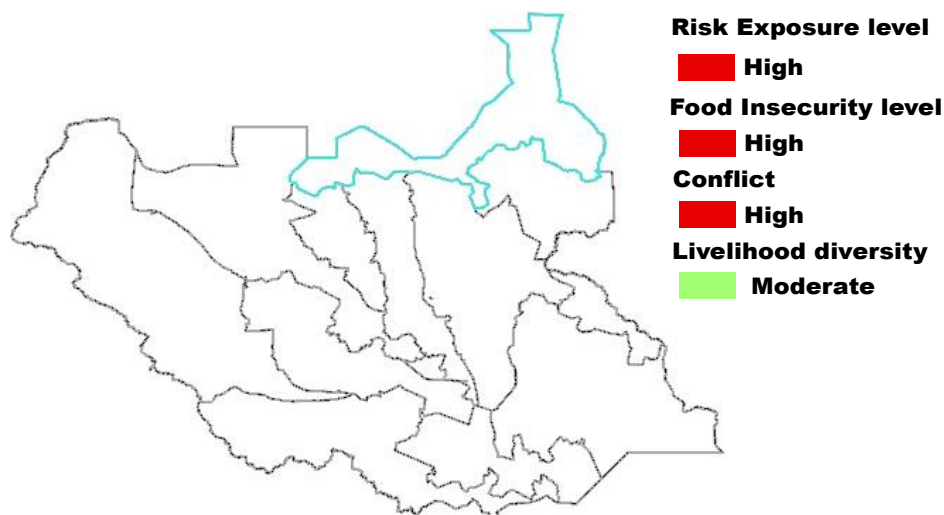 Risk Exposure level
High
Food Insecurity level
High
Conflict
High
Livelihood diversity
Moderate